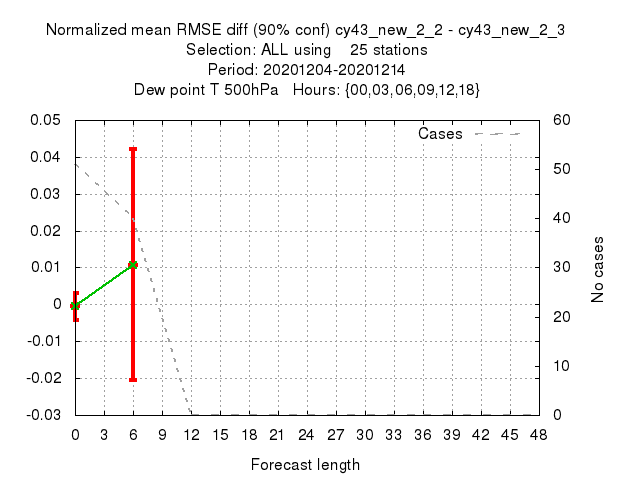 Normalized mean RMSE diff (90% conf) cy43_new_2_2 - cy43_new_2_3
Selection: ALL using 25 stations
Period: 20201204-20201214
Dew point T 500hPa Hours: {00,03,06,09,12,18}
Cases
0.05
0.04
0.03
0.02
0.01
0
-0.01
-0.02
-0.03
60
50
40
30
20
10
0
No cases
0 3 6 9 12 15 18 21 24 27 30 33 36 39 42 45 48
Forecast length